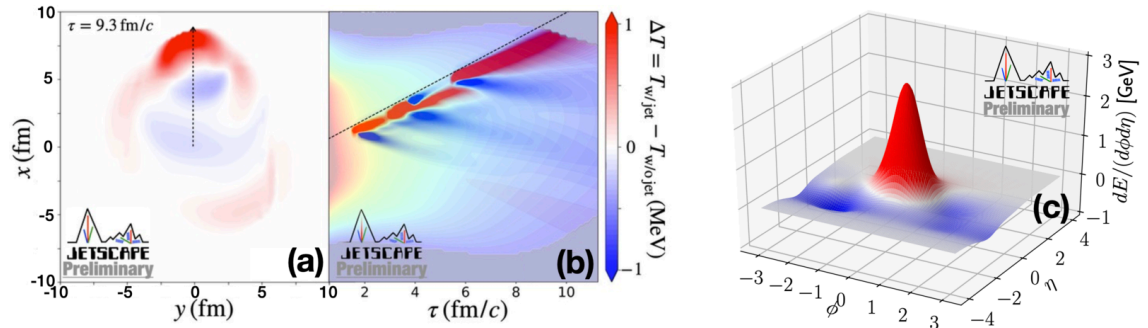 τ = 9.3 fm/c
10
5
0
-5
-10
x (fm)
-10
-5
0
5
y (fm)
JETSCAPE
Preliminary
(a)
10
2
4
6
8
10
τ (fm/c)
JETSCAPE
Preliminary
(b)
1
0
−1
ΔT = T_w/jet − T_w/o jet (MeV)
JETSCAPE
Preliminary
3
2
1
0
−1
dE/(dϕdη) [GeV]
(c)
−3
−2
−1
0
1
2
3
ϕ
−4
−2
0
2
4
η